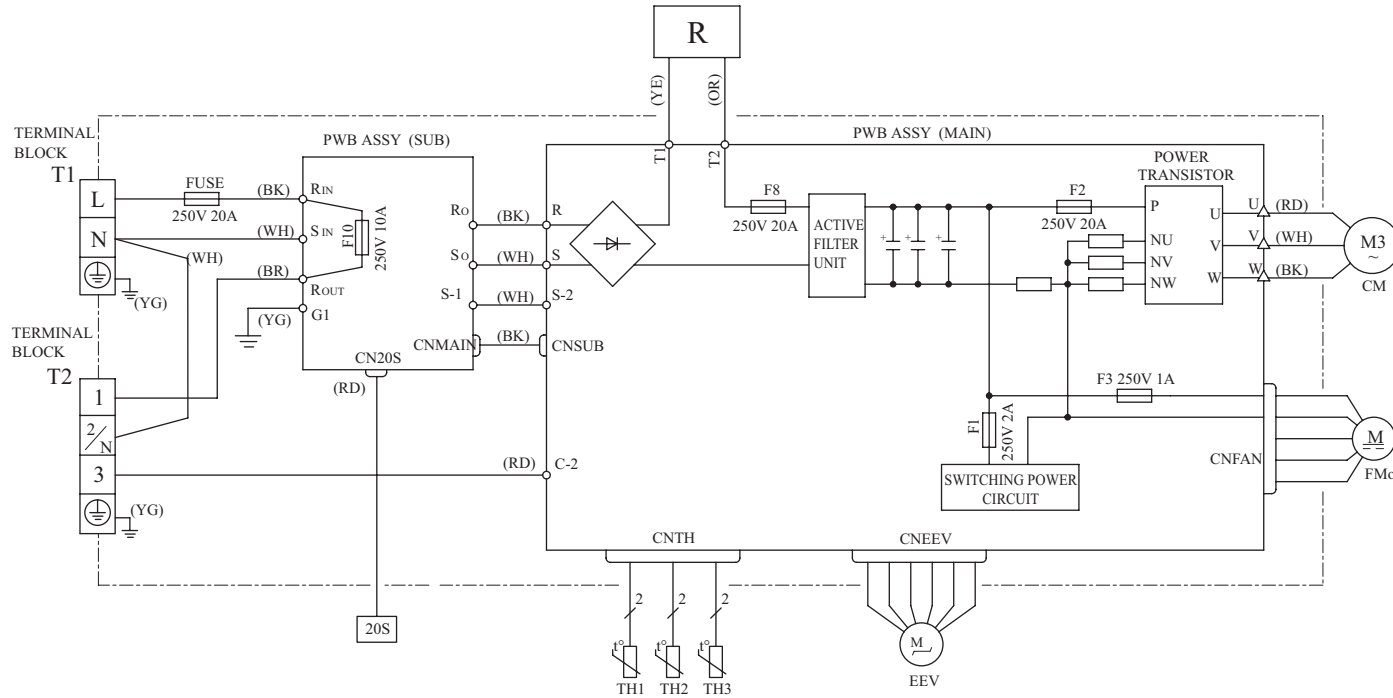 R
(YE)
(OR)
TERMINAL
BLOCK
T1
L
N
FUSE
250V 20A
(BK)
(WH)
(WH)
(BR)
(YG)
(YG)
PWB ASSY (SUB)
RIN
S IN
ROUT
G1
F10
250V 10A
RO
SO
S-1
CNMAIN
CN20S
(RD)
(BK)
(WH)
(WH)
(BK)
PWB ASSY (MAIN)
T1
T2
R
S
S-2
CNSUB
C-2
F8
250V 20A
ACTIVE
FILTER
UNIT
+
+
+
F2
250V 20A
POWER
TRANSISTOR
P
NU
NV
NW
U
V
W
U
V
W
(RD)
(WH)
(BK)
M3
~
CM
F3 250V 1A
F1
250V 2A
SWITCHING POWER
CIRCUIT
CNFAN
M
FMo
TERMINAL
BLOCK
T2
1
2/N
3
(RD)
(YG)
20S
CNTH
2
2
2
t°
t°
t°
TH1
TH2
TH3
CNEEV
M
EEV